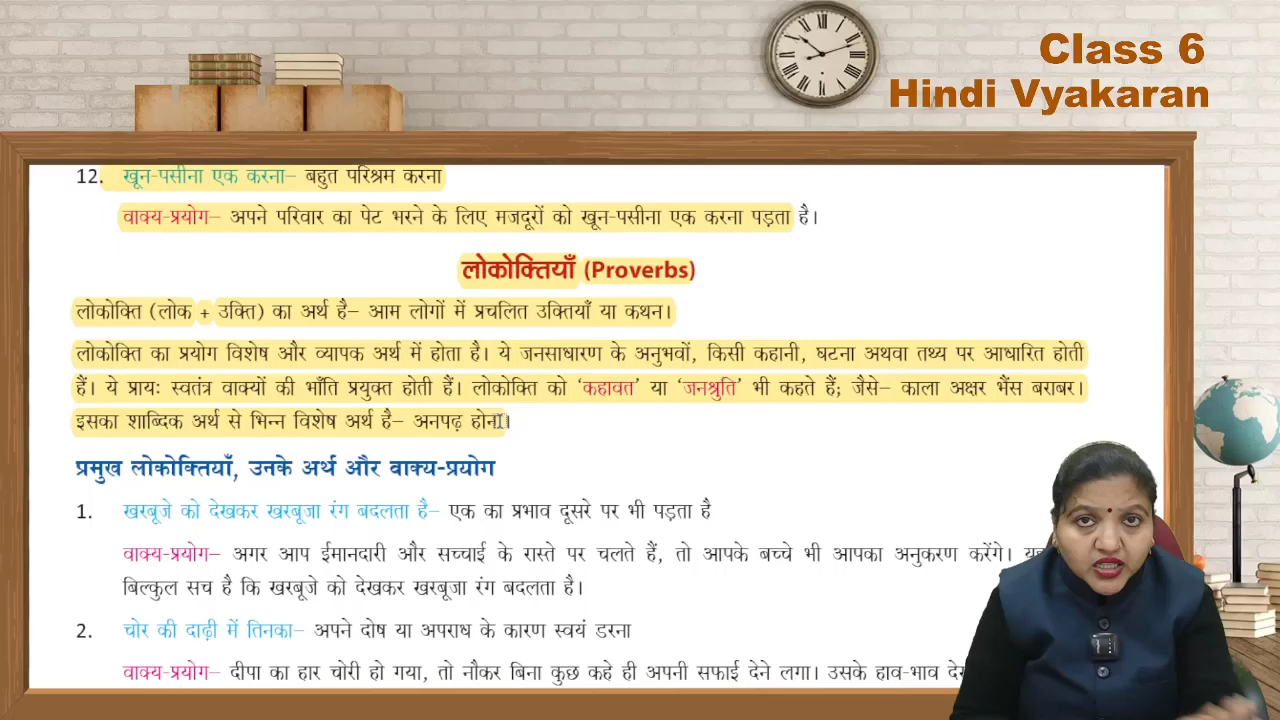 Class 6
Hindi Vyakaran
12. खून-पसीना एक करना– बहुत परिश्रम करना
वाक्य-प्रयोग– अपने परिवार का पेट भरने के लिए मजदूरों को खून-पसीना एक करना पड़ता है।
लोकोक्तियाँ (Proverbs)
लोकोक्ति (लोक + उक्ति) का अर्थ है– आम लोगों में प्रचलित उक्तियाँ या कथन।
लोकोक्ति का प्रयोग विशेष और व्यापक अर्थ में होता है। ये जनसाधारण के अनुभवों, किसी कहानी, घटना अथवा तथ्य पर आधारित होती
हैं। ये प्रायः स्वतंत्र वाक्यों की भाँति प्रयुक्त होती हैं। लोकोक्ति को ‘कहावत’ या ‘जनश्रुति’ भी कहते हैं; जैसे– काला अक्षर भैंस बराबर।
इसका शाब्दिक अर्थ से भिन्न विशेष अर्थ है– अनपढ़ होना।
प्रमुख लोकोक्तियाँ, उनके अर्थ और वाक्य-प्रयोग
1. खरबूजे को देखकर खरबूजा रंग बदलता है– एक का प्रभाव दूसरे पर भी पड़ता है
वाक्य-प्रयोग– अगर आप ईमानदारी और सच्चाई के रास्ते पर चलते हैं, तो आपके बच्चे भी आपका अनुकरण करेंगे।
बिल्कुल सच है कि खरबूजे को देखकर खरबूजा रंग बदलता है।
2. चोर की दाढ़ी में तिनका– अपने दोष या अपराध के कारण स्वयं डरना
वाक्य-प्रयोग– दीपा का हार चोरी हो गया, तो नौकर बिना कुछ कहे ही अपनी सफाई देने लगा। उसके हाव-भाव